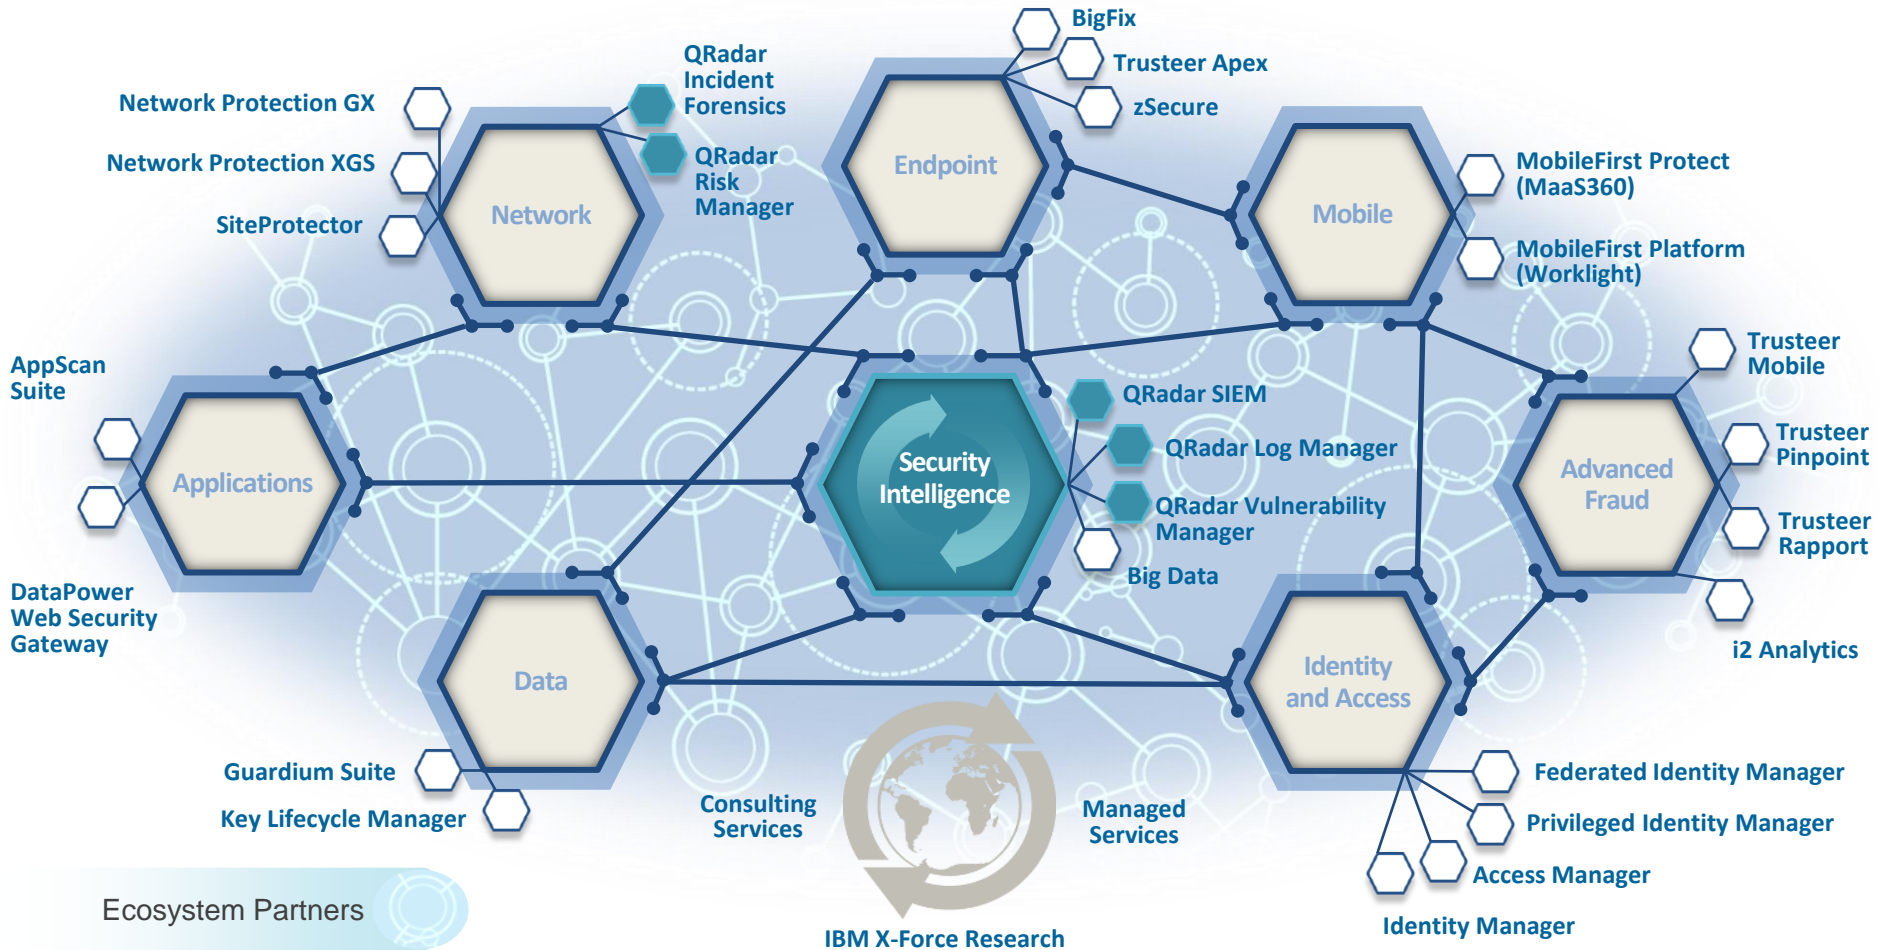 BigFix
Trusteer Apex
zSecure
QRadar
Incident
Forensics
QRadar
Risk
Manager
Network Protection GX
Network Protection XGS
SiteProtector
Network
Endpoint
Mobile
MobileFirst Protect
(MaaS360)
MobileFirst Platform
(Worklight)
AppScan
Suite
Applications
DataPower
Web Security
Gateway
Security
Intelligence
QRadar SIEM
QRadar Log Manager
QRadar Vulnerability
Manager
Big Data
Trusteer
Mobile
Trusteer
Pinpoint
Advanced
Fraud
Trusteer
Rapport
i2 Analytics
Data
Identity
and Access
Guardium Suite
Key Lifecycle Manager
Consulting
Services
Managed
Services
Federated Identity Manager
Privileged Identity Manager
Access Manager
Identity Manager
Ecosystem Partners
IBM X-Force Research